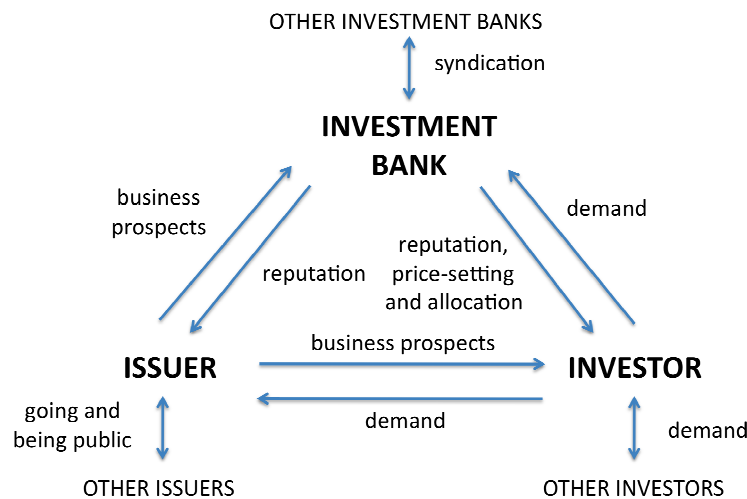 OTHER INVESTMENT BANKS
syndication
INVESTMENT
BANK
business
prospects
demand
reputation
reputation,
price-setting
and allocation
business prospects
ISSUER
INVESTOR
demand
going and
being public
demand
OTHER ISSUERS
OTHER INVESTORS